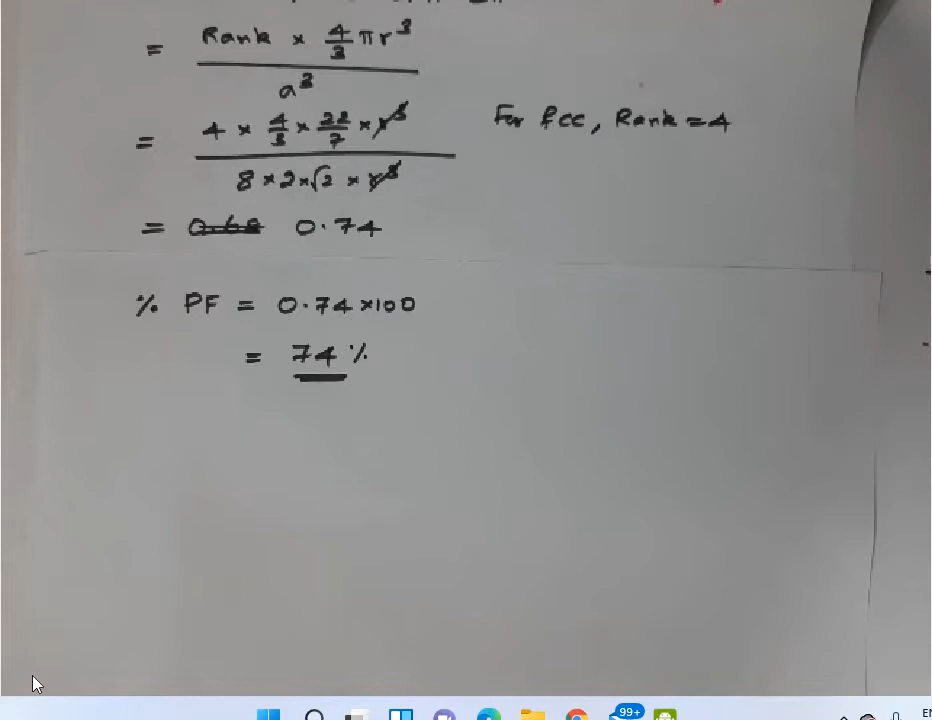 = Rank × 4/3 πr³ / a³
= 4 × 4/3 × 22/7 × r³ / 8 × 2 × √2 × r³
For fcc, Rank = 4
= 0.68 0.74
% PF = 0.74 × 100
= 74 %
99+